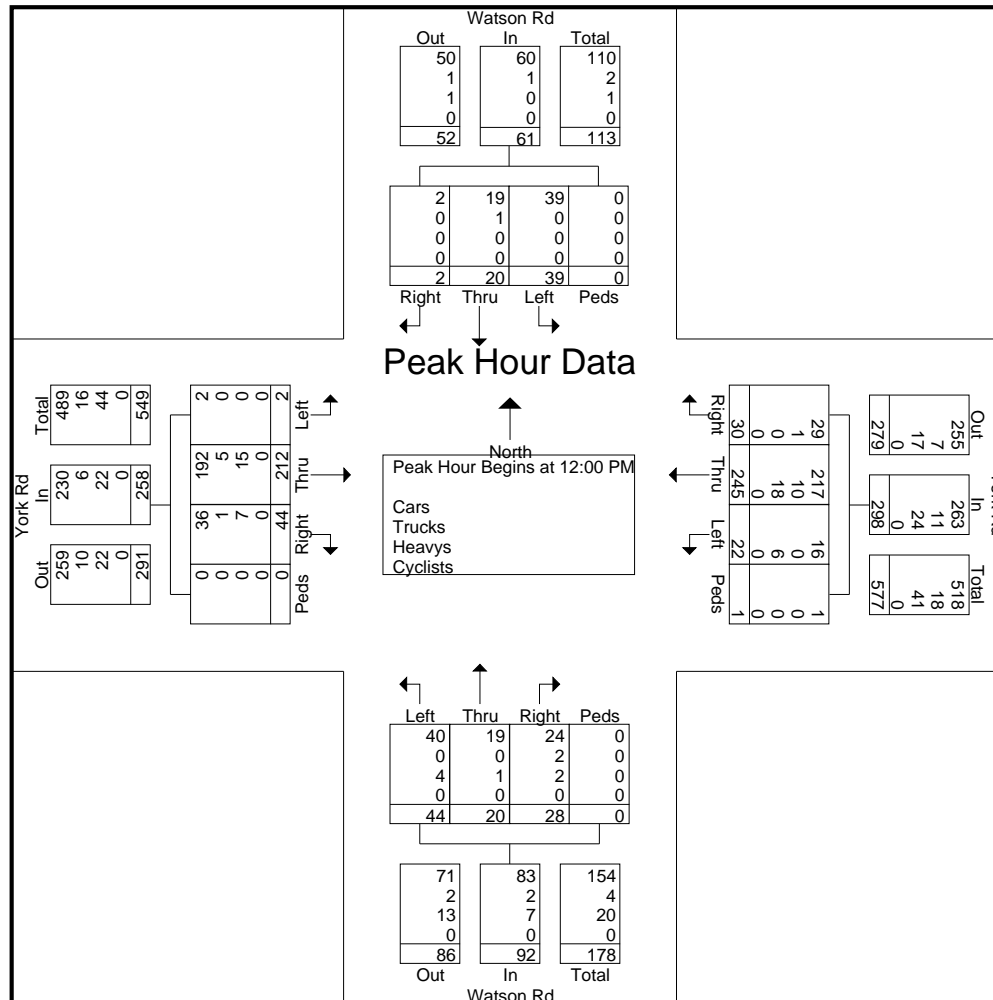 Watson Rd
Out In Total
50 60 110
1 1 2
1 0 1
0 0 0
52 61 113
2 19 39 0
0 1 0 0
0 0 0 0
0 0 0 0
2 20 39 0
Right Thru Left Peds
Peak Hour Data
North
Peak Hour Begins at 12:00 PM
Cars
Trucks
Heavys
Cyclists
York Rd
Total In Out
489 230 259
16 6 10
44 22 22
0 0 0
549 258 291
2 192 36 0
0 5 1 0
0 15 7 0
0 0 0 0
2 212 44 0
Left Thru Right Peds
Right Thru Left Peds
30 245 22 1
0 0 0 0
0 18 6 0
1 10 0 0
29 217 16 1
279 298 577
0 0 0
17 24 41
7 11 18
255 263 518
Out In Total
Left Thru Right Peds
40 19 24 0
0 0 2 0
4 1 2 0
0 0 0 0
44 20 28 0
71 83 154
2 2 4
13 7 20
0 0 0
86 92 178
Out In Total
Watson Rd